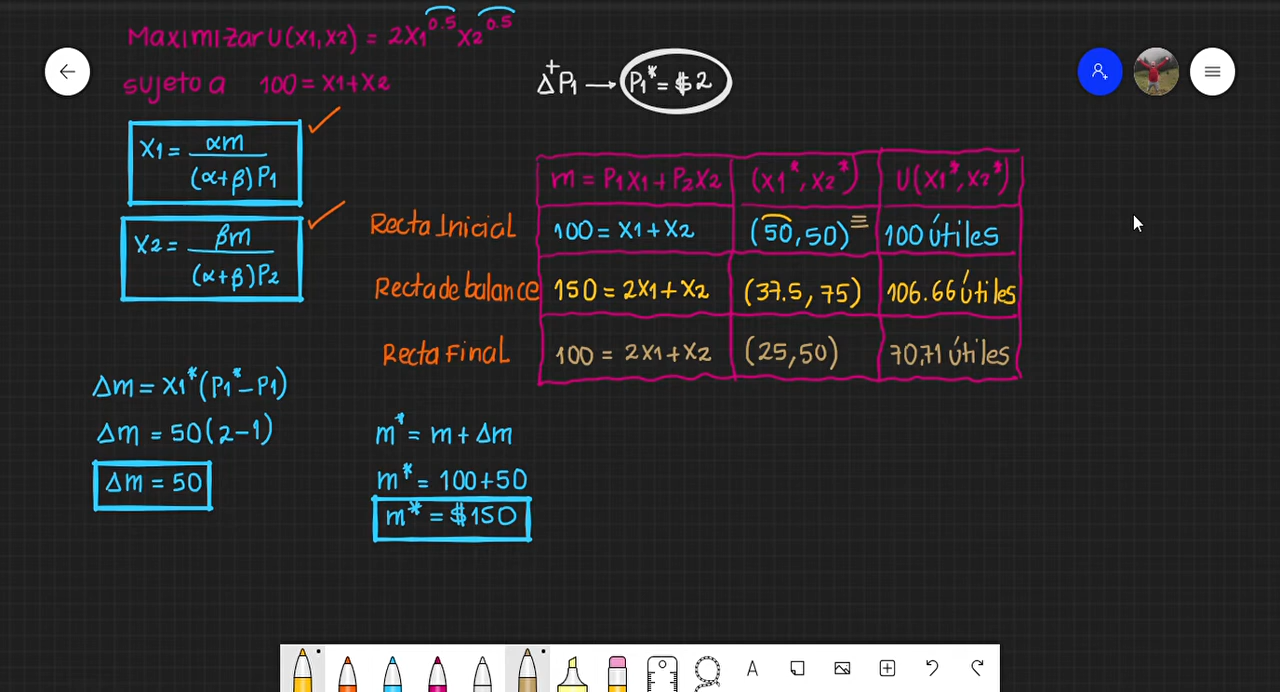 Maximizar U(X1,X2) = 2X1^0.5 X2^0.5
sujeto a 100 = X1+X2
Δ⁺P1 → P1* = $2
X1 = αm / (α+β)P1
X2 = βm / (α+β)P2
m = P1X1+P2X2 (X1*, X2*) U(X1*, X2*)
Recta Inicial 100 = X1+X2 (50,50) 100 Útiles
Recta de balance 150 = 2X1+X2 (37.5, 75) 106.66 Útiles
Recta Final 100 = 2X1+X2 (25,50) 70,71 Útiles
Δm = X1*(P1*-P1)
Δm = 50(2-1)
Δm = 50
m* = m + Δm
m* = 100+50
m* = $150
A